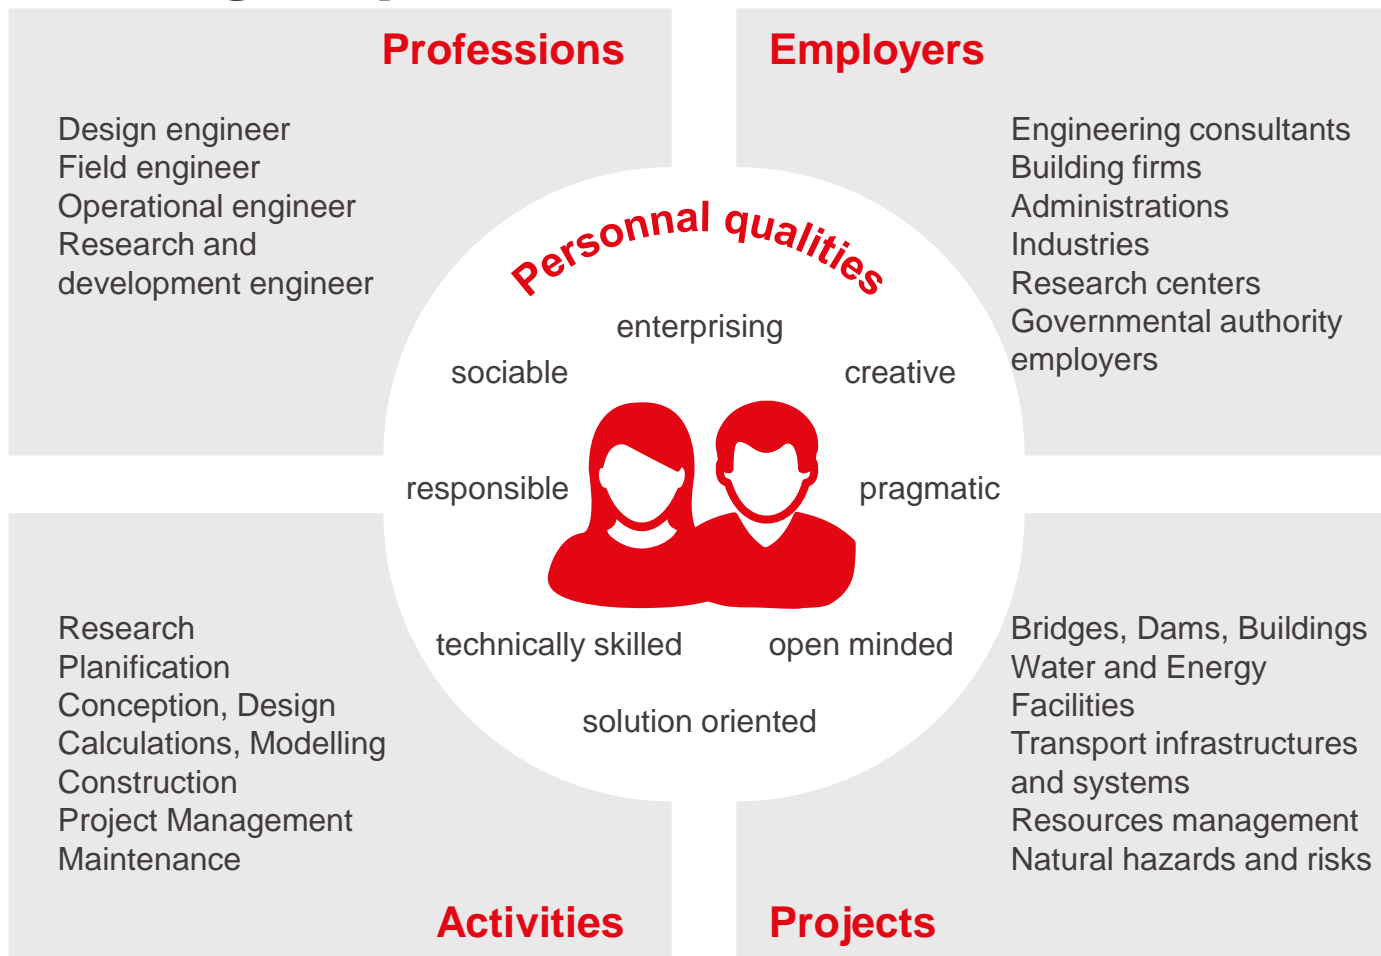 Professions
Design engineer
Field engineer
Operational engineer
Research and
development engineer
Employers
Engineering consultants
Building firms
Administrations
Industries
Research centers
Governmental authority
employers
Personnal qualities
enterprising
sociable
creative
responsible
pragmatic
technically skilled
open minded
solution oriented
Research
Planification
Conception, Design
Calculations, Modelling
Construction
Project Management
Maintenance
Activities
Bridges, Dams, Buildings
Water and Energy
Facilities
Transport infrastructures
and systems
Resources management
Natural hazards and risks
Projects